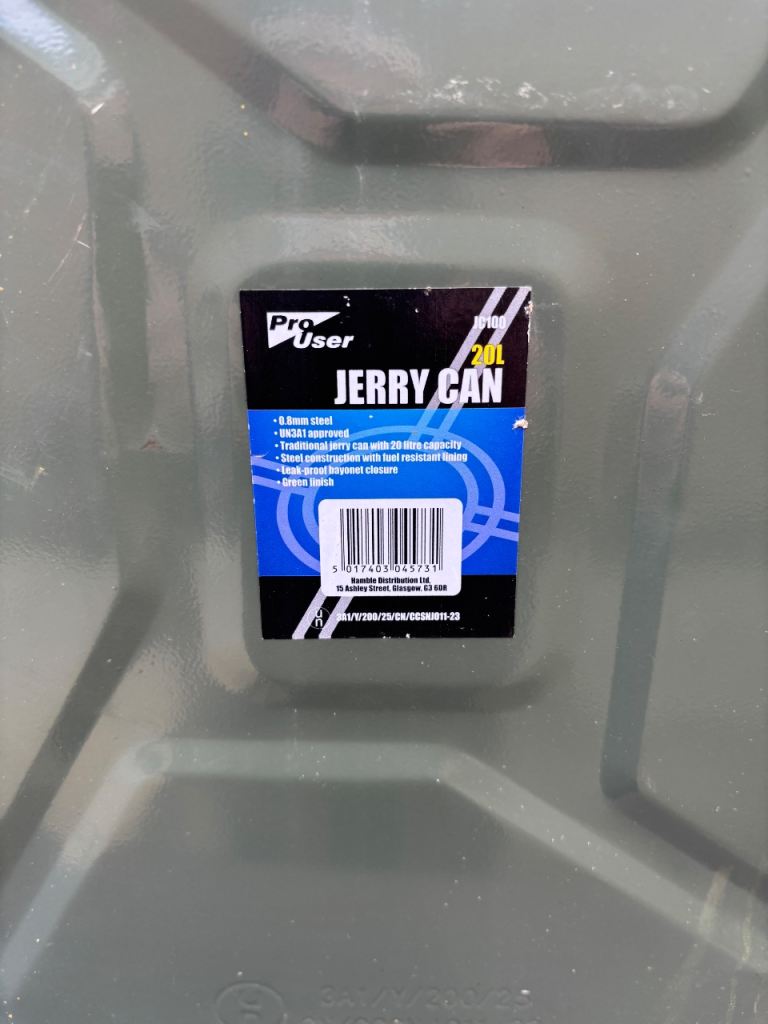 Pro User
JC100
20L
JERRY CAN
• 0.8mm steel
• UN3A1 approved
• Traditional jerry can with 20 litre capacity
• Steel construction with fuel resistant lining
• Leak-proof bayonet closure
• Green finish
5 017403 045731
Hamble Distribution Ltd,
15 Ashley Street, Glasgow, G3 6DR
un 3A1/Y/200/25/CN/CGSNJ011-23
3A1/Y/200/25